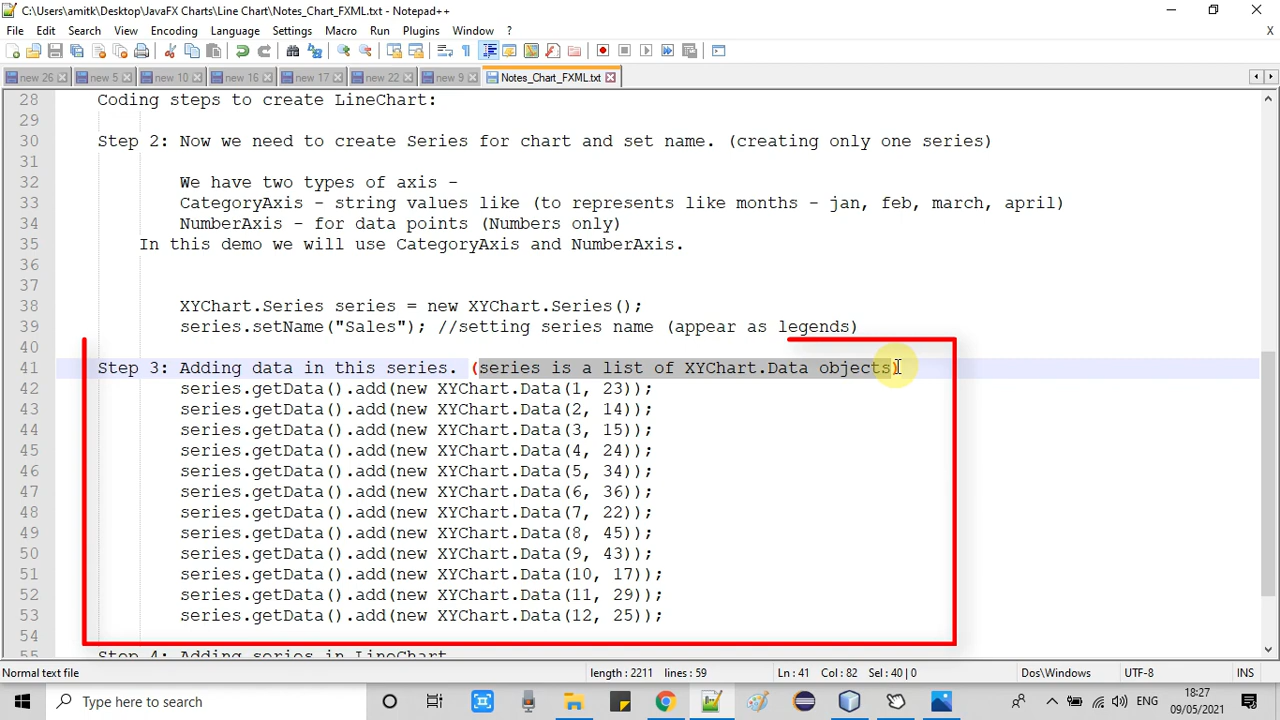 C:\Users\amitk\Desktop\JavaFX Charts\Line Chart\Notes_Chart_FXML.txt - Notepad++
File Edit Search View Encoding Language Settings Macro Run Plugins Window ? X
new 26 new 5 new 10 new 16 new 17 new 22 new 9 Notes_Chart_FXML.txt
28 Coding steps to create LineChart:
29
30 Step 2: Now we need to create Series for chart and set name. (creating only one series)
31
32 We have two types of axis -
33 CategoryAxis - string values like (to represents like months - jan, feb, march, april)
34 NumberAxis - for data points (Numbers only)
35 In this demo we will use CategoryAxis and NumberAxis.
36
37
38 XYChart.Series series = new XYChart.Series();
39 series.setName("Sales"); //setting series name (appear as legends)
40
41 Step 3: Adding data in this series. (series is a list of XYChart.Data objects)
42 series.getData().add(new XYChart.Data(1, 23));
43 series.getData().add(new XYChart.Data(2, 14));
44 series.getData().add(new XYChart.Data(3, 15));
45 series.getData().add(new XYChart.Data(4, 24));
46 series.getData().add(new XYChart.Data(5, 34));
47 series.getData().add(new XYChart.Data(6, 36));
48 series.getData().add(new XYChart.Data(7, 22));
49 series.getData().add(new XYChart.Data(8, 45));
50 series.getData().add(new XYChart.Data(9, 43));
51 series.getData().add(new XYChart.Data(10, 17));
52 series.getData().add(new XYChart.Data(11, 29));
53 series.getData().add(new XYChart.Data(12, 25));
54
55 Step 4: Adding series in LineChart
Normal text file length : 2211 lines : 59 Ln : 41 Col : 82 Sel : 40 | 0 Dos\Windows UTF-8 INS
Type here to search ENG 18:27
09/05/2021